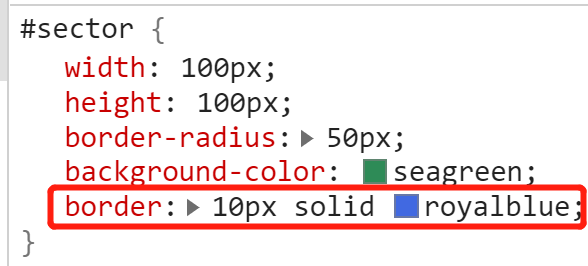 #sector {
width: 100px;
height: 100px;
border-radius: 50px;
background-color: seagreen;
border: 10px solid royalblue;
}